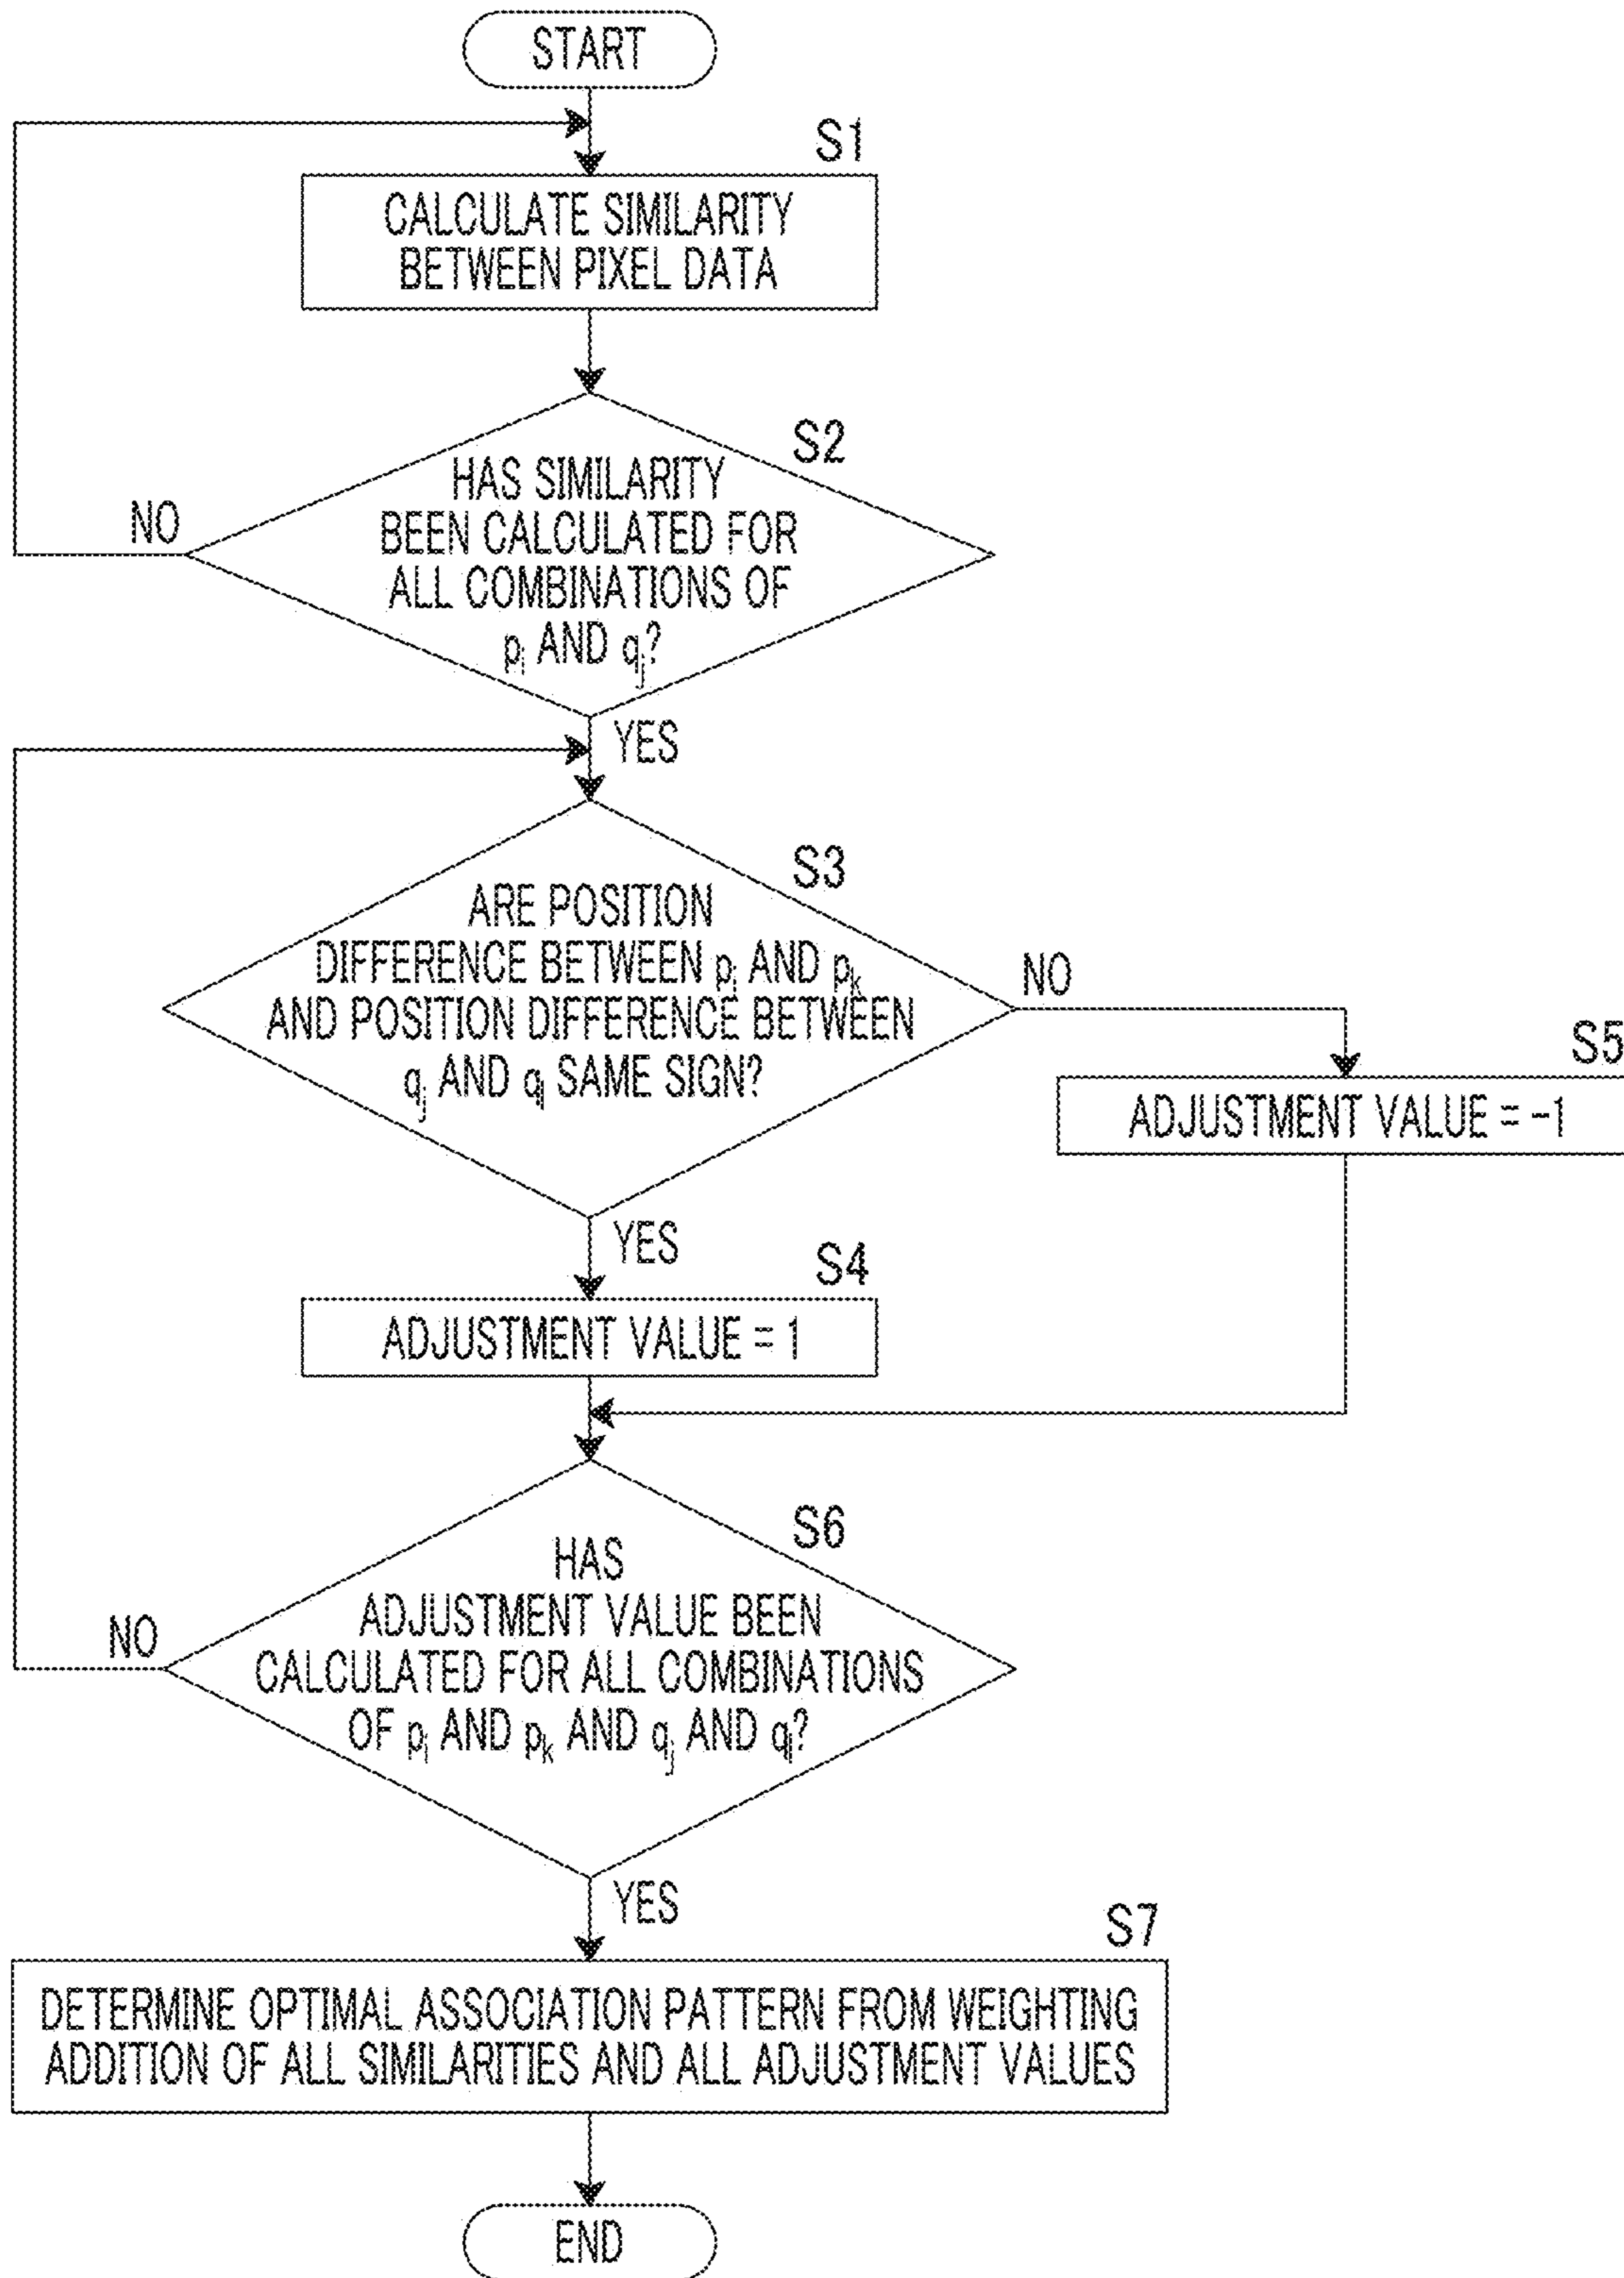 START
S1
CALCULATE SIMILARITY
BETWEEN PIXEL DATA
S2
HAS SIMILARITY
BEEN CALCULATED FOR
ALL COMBINATIONS OF
pᵢ AND qⱼ?
NO
YES
S3
ARE POSITION
DIFFERENCE BETWEEN pᵢ AND pₖ
AND POSITION DIFFERENCE BETWEEN
qⱼ AND qₗ SAME SIGN?
NO
S5
ADJUSTMENT VALUE = -1
YES
S4
ADJUSTMENT VALUE = 1
S6
HAS
ADJUSTMENT VALUE BEEN
CALCULATED FOR ALL COMBINATIONS
OF pᵢ AND pₖ AND qⱼ AND qₗ?
NO
YES
S7
DETERMINE OPTIMAL ASSOCIATION PATTERN FROM WEIGHTING
ADDITION OF ALL SIMILARITIES AND ALL ADJUSTMENT VALUES
END